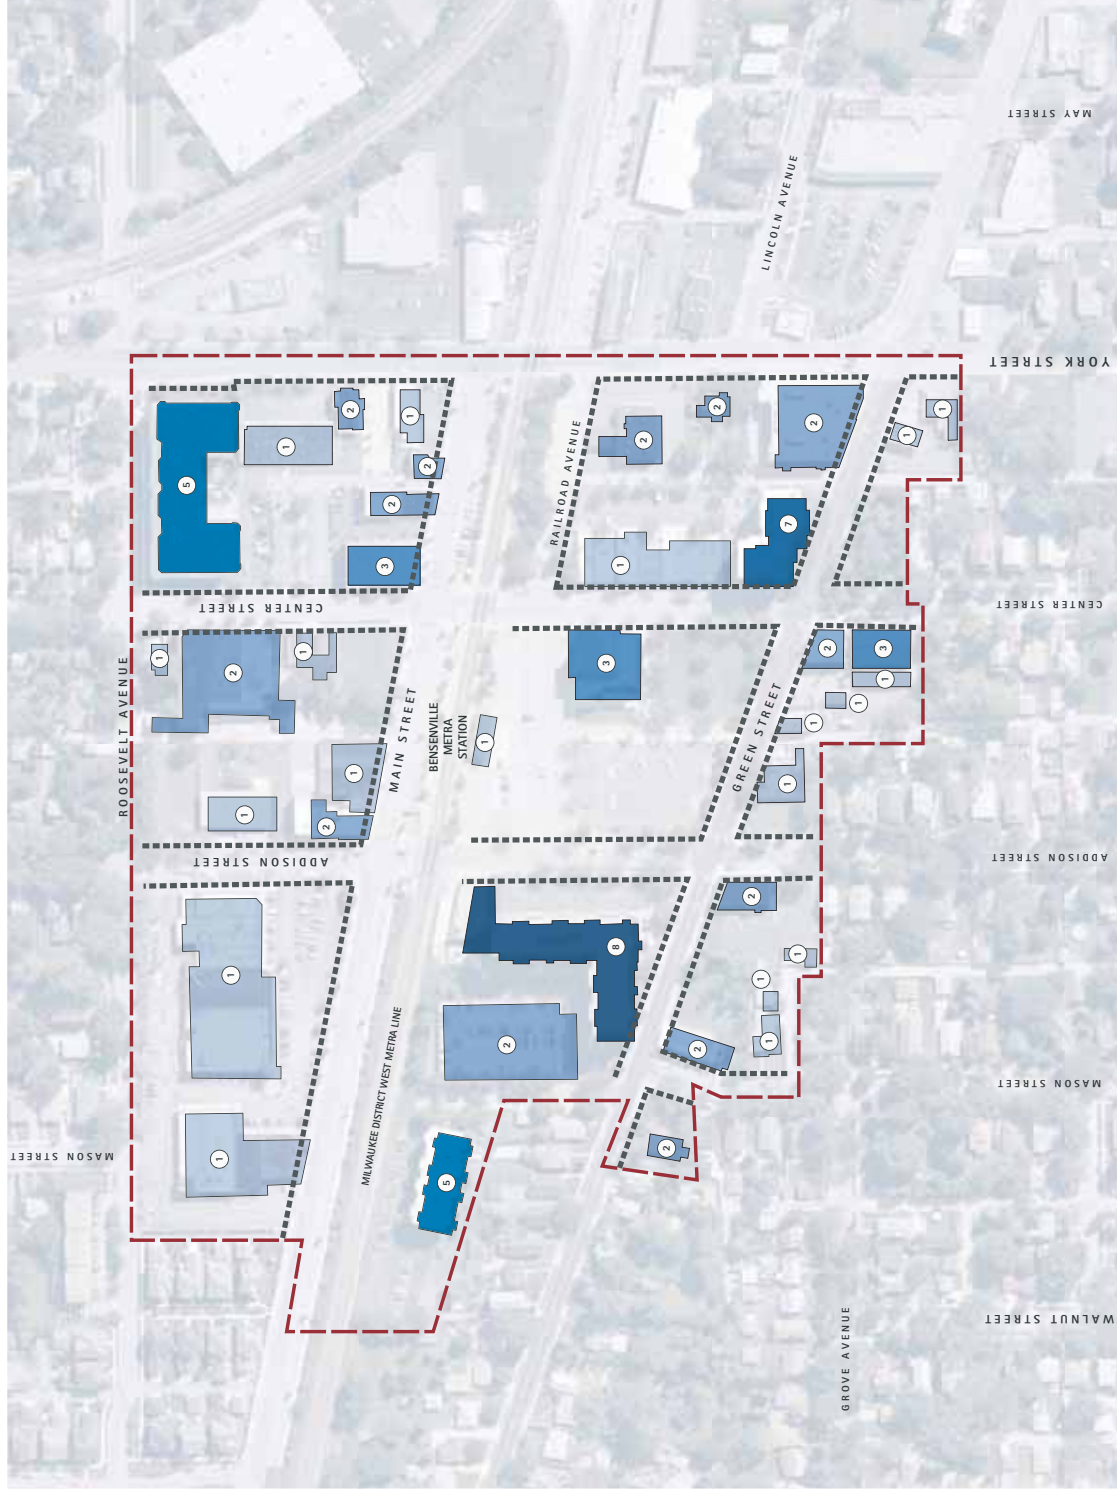 MAY STREET
LINCOLN AVENUE
YORK STREET
2
1
2
1
1
2
2
1
2
RAILROAD AVENUE
2
5
2
7
3
1
CENTER STREET
CENTER STREET
1
1
2
3
2
3
1
ROOSEVELT AVENUE
MAIN STREET
BENSENVILLE
METRA
STATION
1
GREEN STREET
1
1
1
1
1
2
ADDISON STREET
ADDISON STREET
2
8
1
1
1
2
1
2
MILWAUKEE DISTRICT WEST METRA LINE
MASON STREET
MASON STREET
1
2
5
GROVE AVENUE
WALNUT STREET